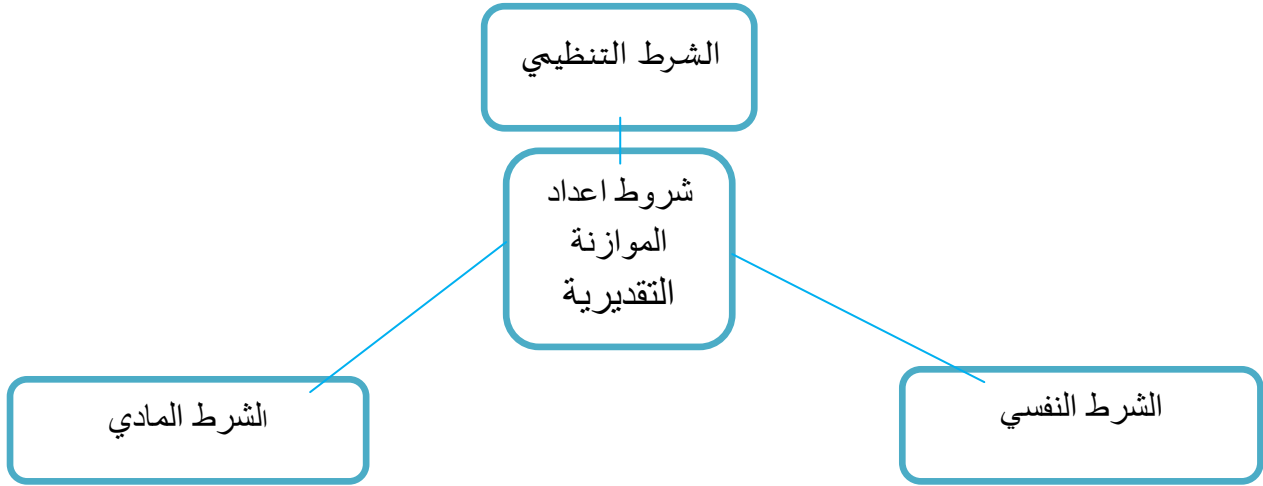 الشرط التنظيمي
شروط اعداد
الموازنة
التقديرية
الشرط النفسي
الشرط المادي